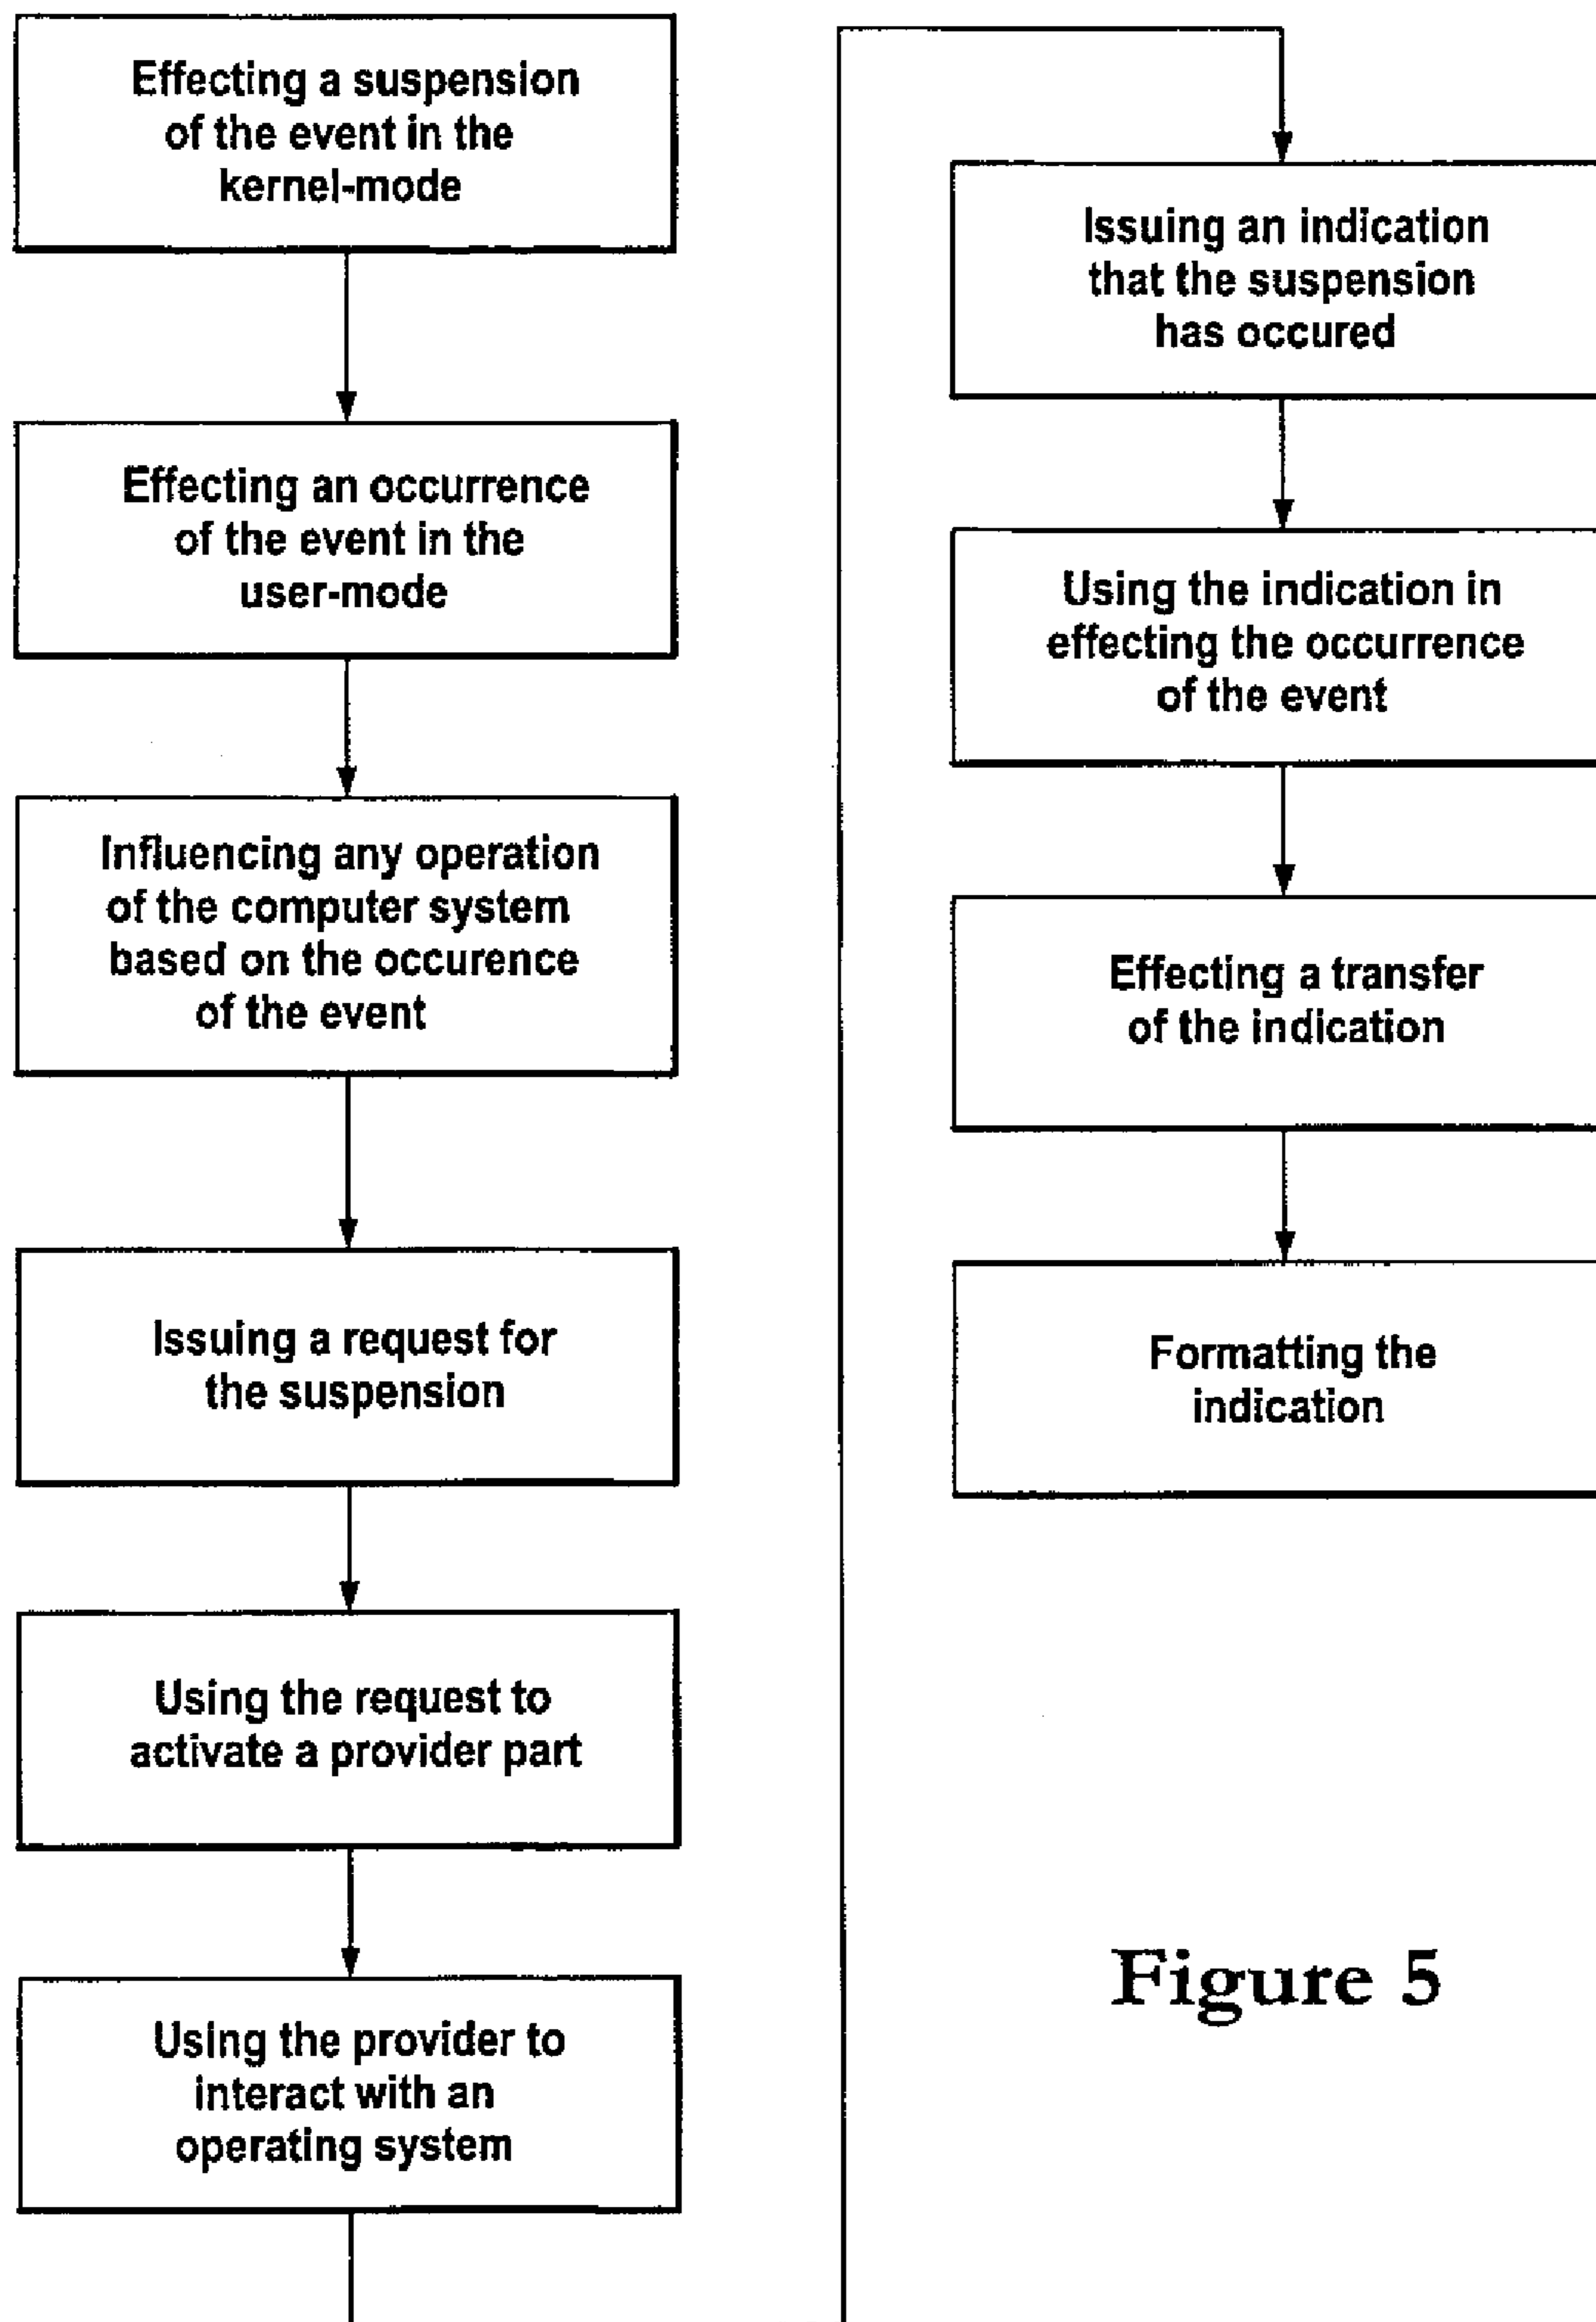 Effecting a suspension
of the event in the
kernel-mode
Effecting an occurrence
of the event in the
user-mode
Influencing any operation
of the computer system
based on the occurence
of the event
Issuing a request for
the suspension
Using the request to
activate a provider part
Using the provider to
interact with an
operating system
Issuing an indication
that the suspension
has occured
Using the indication in
effecting the occurrence
of the event
Effecting a transfer
of the indication
Formatting the
indication
Figure 5